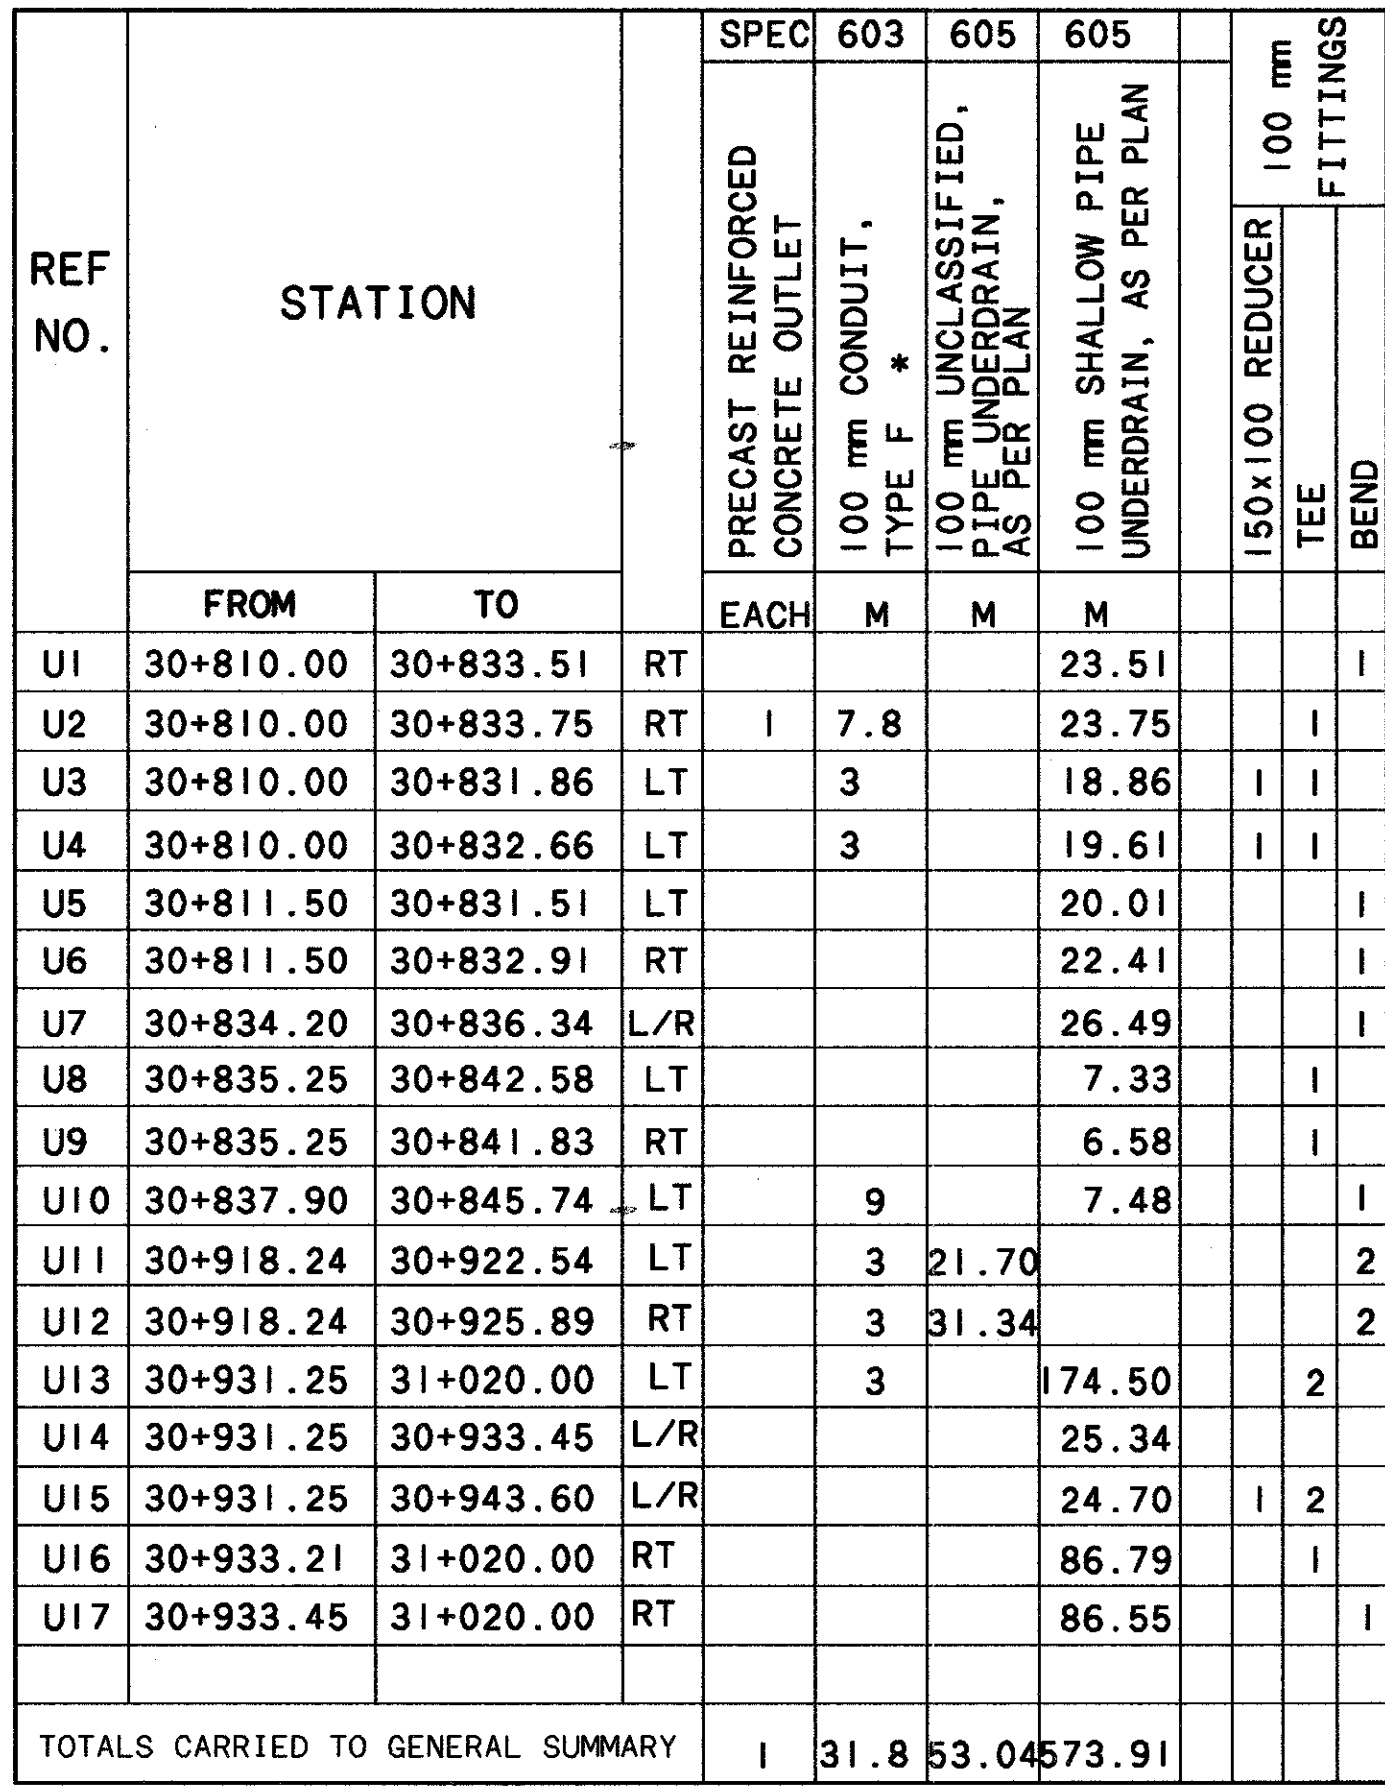 SPEC 603 605 605
REF
NO.
STATION
PRECAST REINFORCED
CONCRETE OUTLET
100 mm CONDUIT,
TYPE F *
100 mm UNCLASSIFIED,
PIPE UNDERDRAIN,
AS PER PLAN
100 mm SHALLOW PIPE
UNDERDRAIN, AS PER PLAN
100 mm
FITTINGS
150x100 REDUCER
TEE
BEND
FROM TO EACH M M M
U1 30+810.00 30+833.51 RT 23.51 1
U2 30+810.00 30+833.75 RT 1 7.8 23.75 1
U3 30+810.00 30+831.86 LT 3 18.86 1 1
U4 30+810.00 30+832.66 LT 3 19.61 1 1
U5 30+811.50 30+831.51 LT 20.01 1
U6 30+811.50 30+832.91 RT 22.41 1
U7 30+834.20 30+836.34 L/R 26.49 1
U8 30+835.25 30+842.58 LT 7.33 1
U9 30+835.25 30+841.83 RT 6.58 1
U10 30+837.90 30+845.74 LT 9 7.48 1
U11 30+918.24 30+922.54 LT 3 21.70 2
U12 30+918.24 30+925.89 RT 3 31.34 2
U13 30+931.25 31+020.00 LT 3 174.50 2
U14 30+931.25 30+933.45 L/R 25.34
U15 30+931.25 30+943.60 L/R 24.70 1 2
U16 30+933.21 31+020.00 RT 86.79 1
U17 30+933.45 31+020.00 RT 86.55 1
TOTALS CARRIED TO GENERAL SUMMARY 1 31.8 53.04 573.91